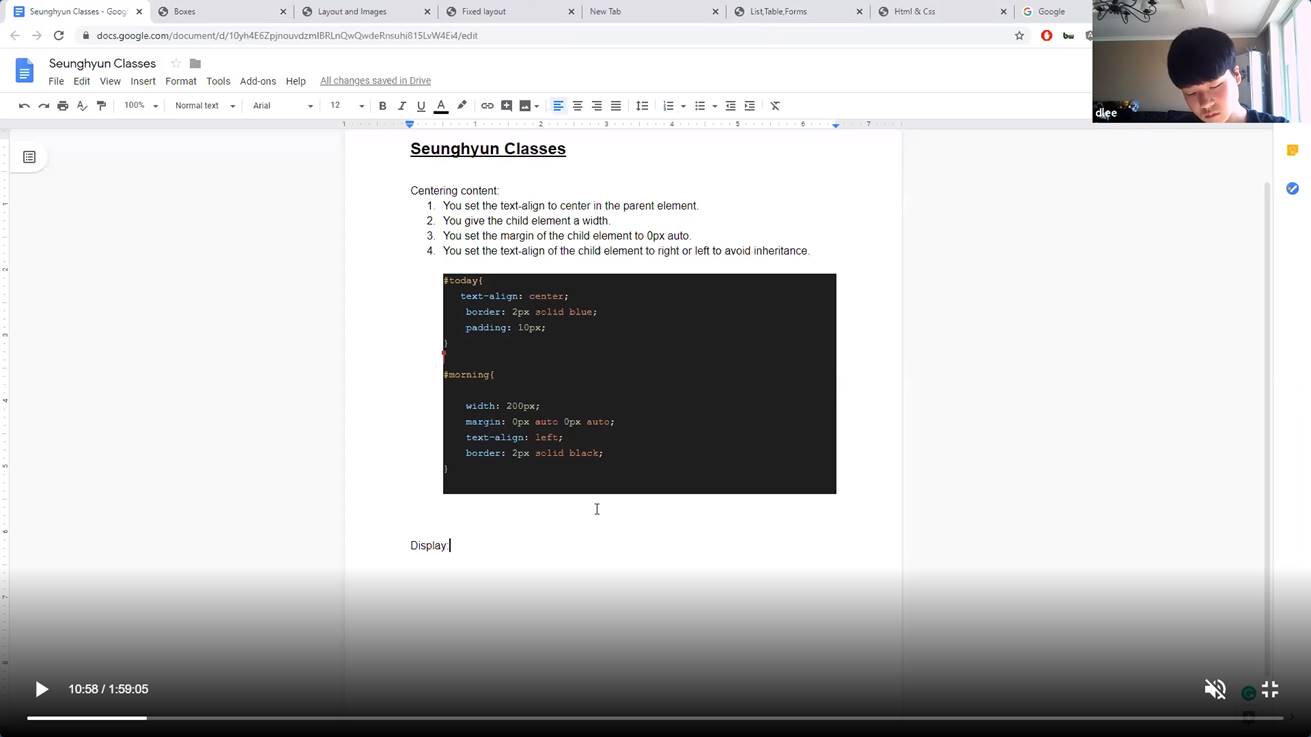 Seunghyun Classes - Goog
Boxes
Layout and Images
Fixed layout
New Tab
List,Table,Forms
Html & Css
Google
docs.google.com/document/d/10yh4E6ZpjnouvdzmIBRLnQwQwdeRnsuhi815LvW4Ei4/edit
Seunghyun Classes
File Edit View Insert Format Tools Add-ons Help All changes saved in Drive
100% Normal text Arial 12
dlee
Seunghyun Classes
Centering content:
1. You set the text-align to center in the parent element.
2. You give the child element a width.
3. You set the margin of the child element to 0px auto.
4. You set the text-align of the child element to right or left to avoid inheritance.
#today{
text-align: center;
border: 2px solid blue;
padding: 10px;
}
#morning{
width: 200px;
margin: 0px auto 0px auto;
text-align: left;
border: 2px solid black;
}
Display:
10:58 / 1:59:05